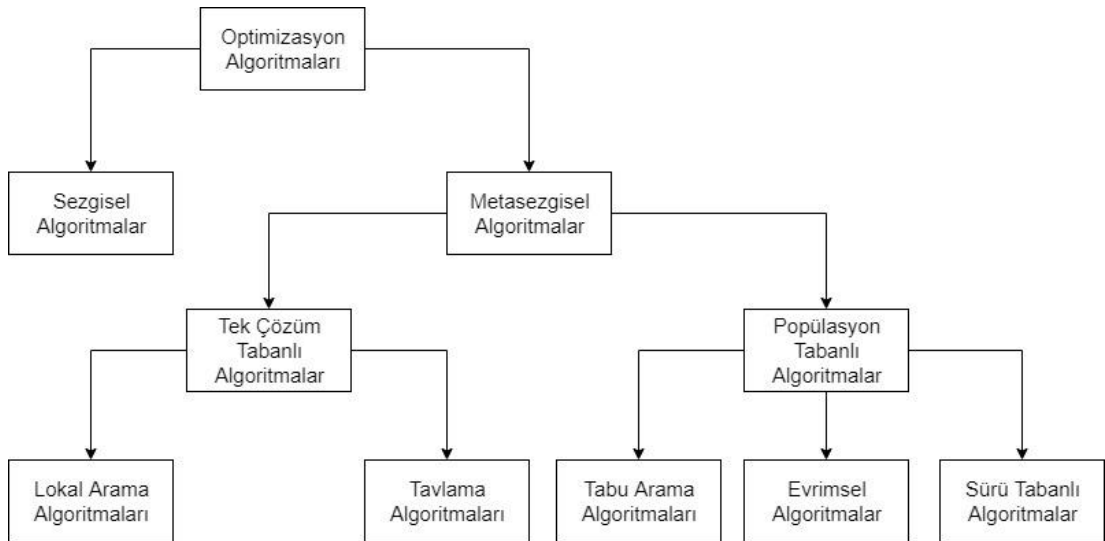 Optimizasyon
Algoritmaları
Sezgisel
Algoritmalar
Metasezgisel
Algoritmalar
Tek Çözüm
Tabanlı
Algoritmalar
Popülasyon
Tabanlı
Algoritmalar
Lokal Arama
Algoritmaları
Tavlama
Algoritmaları
Tabu Arama
Algoritmaları
Evrimsel
Algoritmalar
Sürü Tabanlı
Algoritmalar